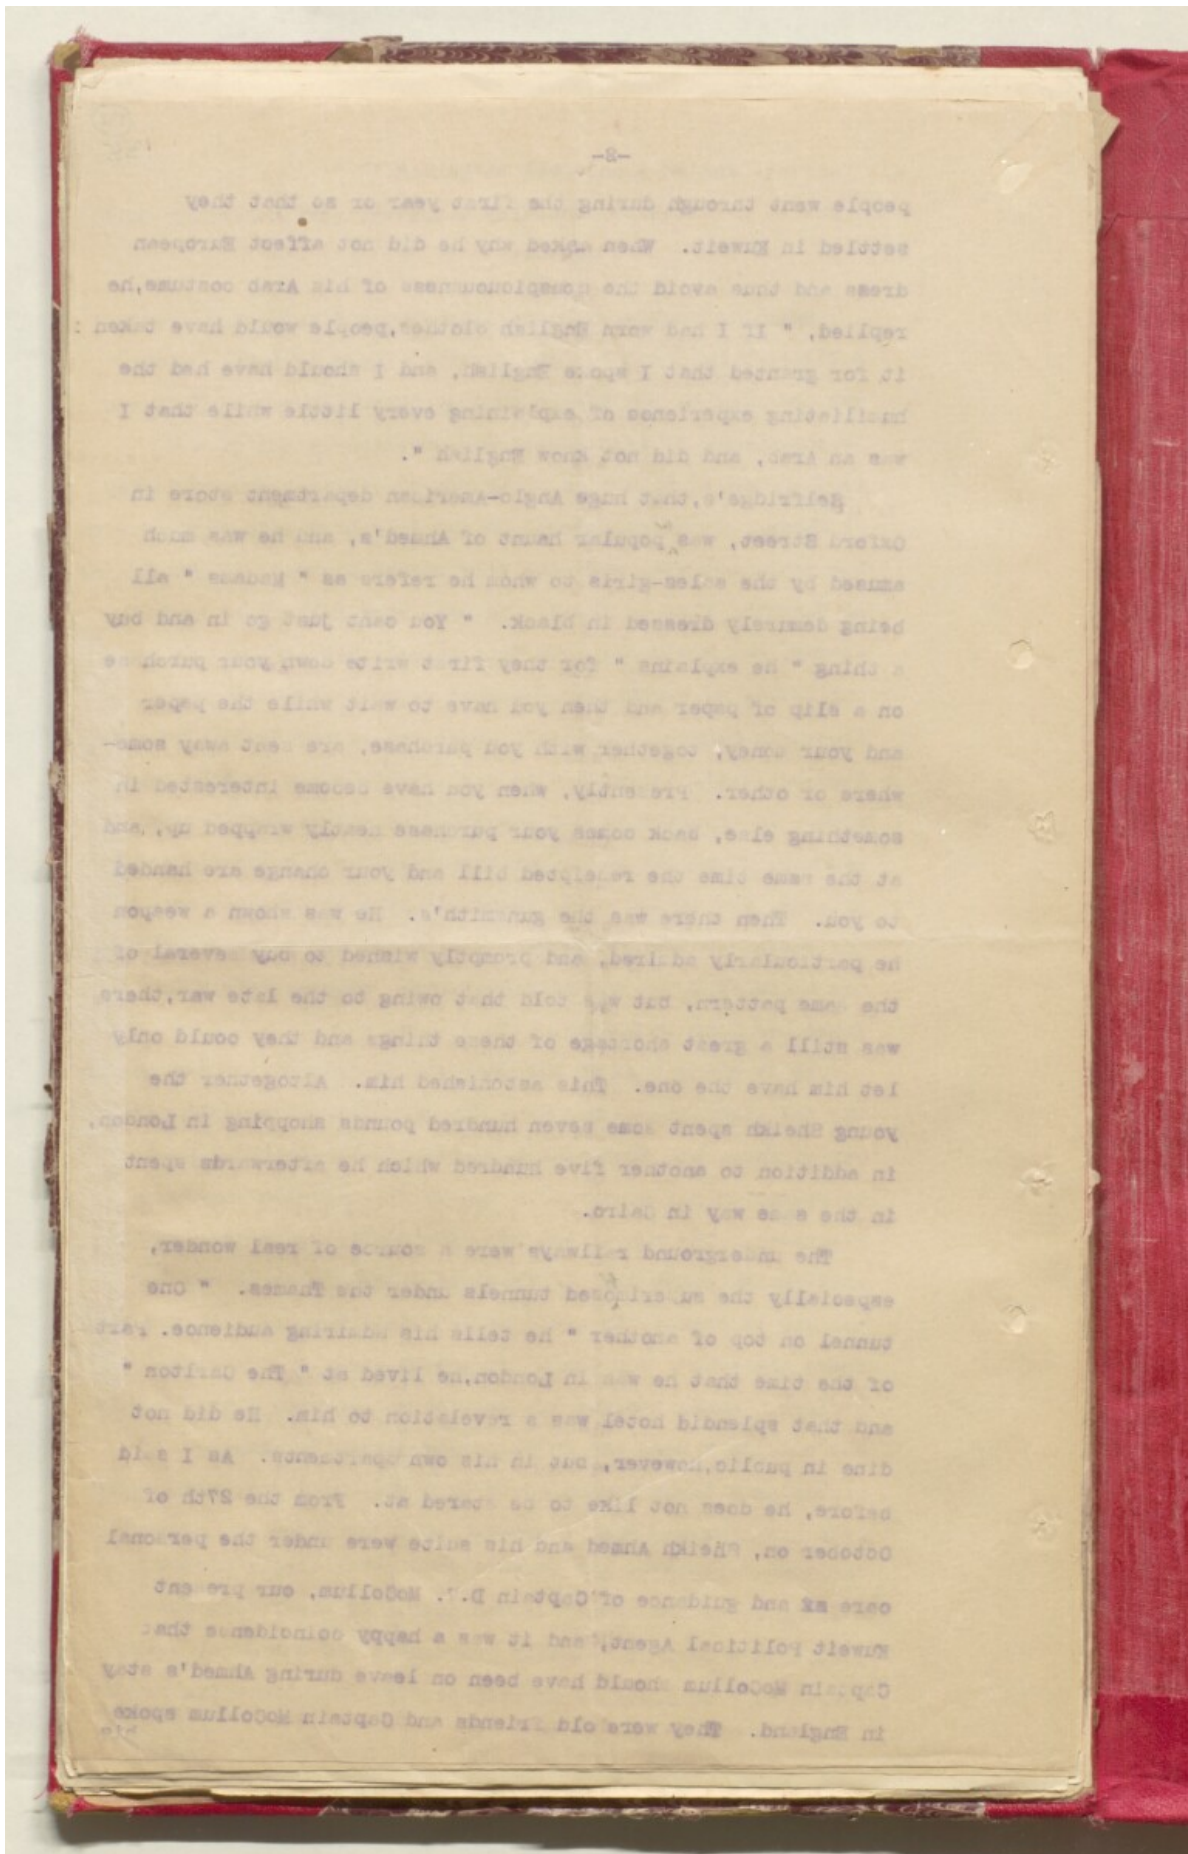 -2-
people went through during the first year or so that they
settled in Kuweit. When asked why he did not affect European
dress and thus avoid the conspicuousness of his Arab costume,he
replied, " If I had worn English clothes,people would have taken
it for granted that I spoke English, and I should have had the
humiliating experience of explaining every little while that I
was an Arab, and did not know English ".
Selfridge's,that huge Anglo-American department store in
Oxford Street, was popular haunt of Ahmed's, and he was much
amused by the sales-girls to whom he refers as " Madams " all
being demurely dressed in black. " You cant just go in and buy
a thing " he explains " for they first write down your purchase
on a slip of paper and then you have to wait while the paper
and your money, together with you purchase, are sent away some-
where or other. Presently, when you have become interested in
something else, back comes your purchase neatly wrapped up, and
at the same time the receipted bill and your change are handed
to you. Then there was the gunsmith's. He was shown a weapon
he particularly admired, and promptly wished to buy several of
the same pattern, but was told that owing to the late war,there
was still a great shortage of these things and they could only
let him have the one. This astonished him. Altogether the
young Sheikh spent some seven hundred pounds shopping in London,
in addition to another five hundred which he afterwards spent
in the same way in Cairo.
The underground railways were a source of real wonder,
especially the superimposed tunnels under the Thames. " One
tunnel on top of another " he tells his admiring audience. Part
of the time that he was in London,he lived at " The Carlton "
and that splendid hotel was a revelation to him. He did not
dine in public,however, but in his own apartments. As I said
before, he does not like to be stared at. From the 27th of
October on, Sheikh Ahmed and his suite were under the personal
care and guidance of Captain D.V. McCollum, our present
Kuweit Political Agent, and it was a happy coincidence that
Captain McCollum should have been on leave during Ahmed's stay
in England. They were old friends and Captain McCollum spoke